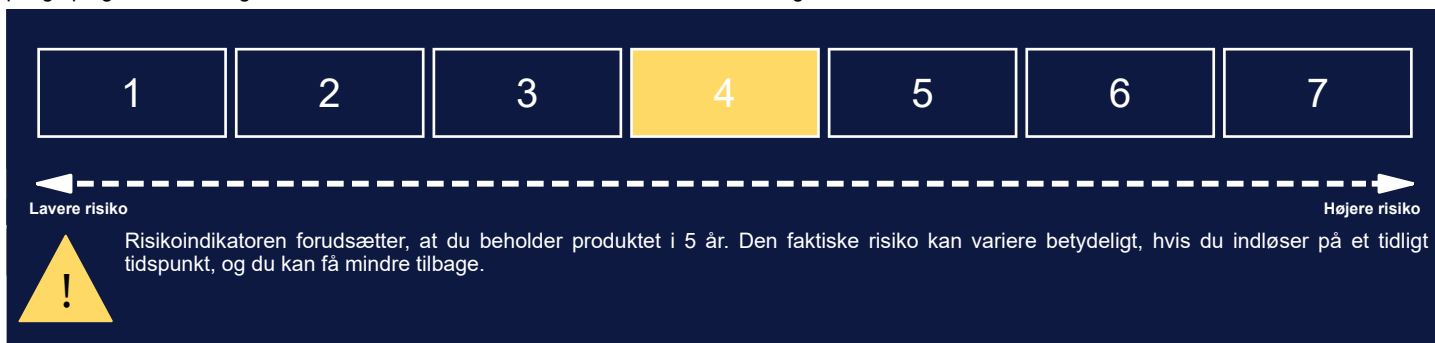 1 2 3 4 5 6 7
Lavere risiko Højere risiko
Risikoindikatoren forudsætter, at du beholder produktet i 5 år. Den faktiske risiko kan variere betydeligt, hvis du indløser på et tidligt
tidspunkt, og du kan få mindre tilbage.
!